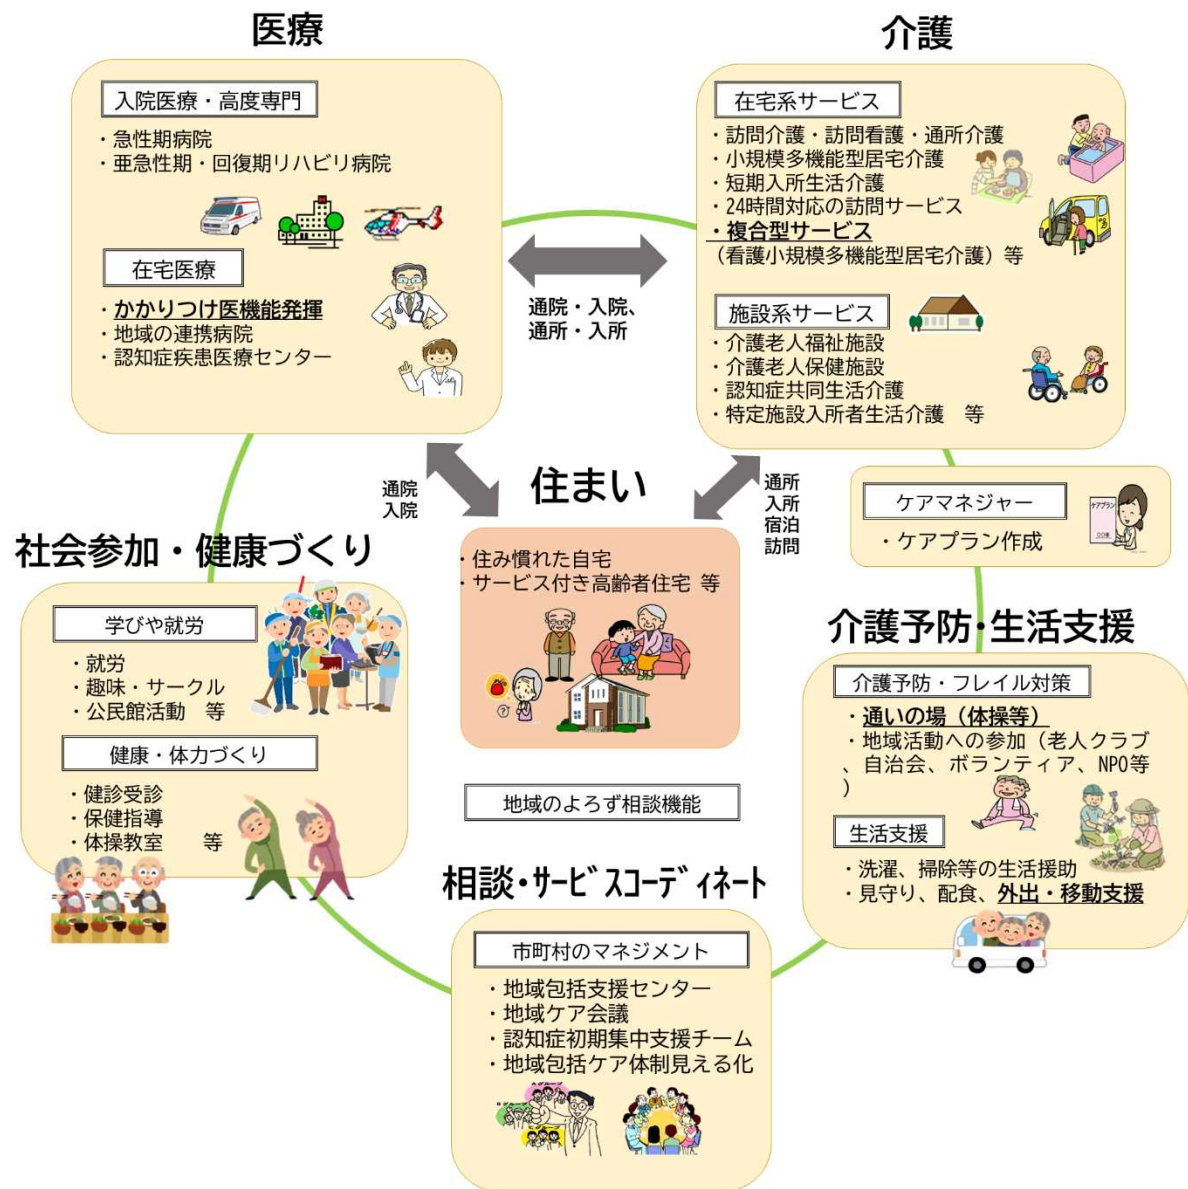 医療
入院医療・高度専門
・急性期病院
・亜急性期・回復期リハビリ病院
在宅医療
・かかりつけ医機能発揮
・地域の連携病院
・認知症疾患医療センター
介護
在宅系サービス
・訪問介護・訪問看護・通所介護
・小規模多機能型居宅介護
・短期入所生活介護
・24時間対応の訪問サービス
・複合型サービス
（看護小規模多機能型居宅介護）等
施設系サービス
・介護老人福祉施設
・介護老人保健施設
・認知症共同生活介護
・特定施設入所者生活介護　等
通院・入院、
通所・入所
通院
入院
住まい
・住み慣れた自宅
・サービス付き高齢者住宅 等
通所
入所
宿泊
訪問
ケアマネジャー
・ケアプラン作成
ケアプラン
〇〇様
社会参加・健康づくり
学びや就労
・就労
・趣味・サークル
・公民館活動　等
健康・体力づくり
・健診受診
・保健指導
・体操教室　　等
介護予防・生活支援
介護予防・フレイル対策
・通いの場（体操等）
・地域活動への参加（老人クラブ
、自治会、ボランティア、NPO等
）
生活支援
・洗濯、掃除等の生活援助
・見守り、配食、外出・移動支援
?
地域のよろず相談機能
相談・ｻｰﾋﾞｽｺｰﾃﾞｨﾈｰﾄ
市町村のマネジメント
・地域包括支援センター
・地域ケア会議
・認知症初期集中支援チーム
・地域包括ケア体制見える化